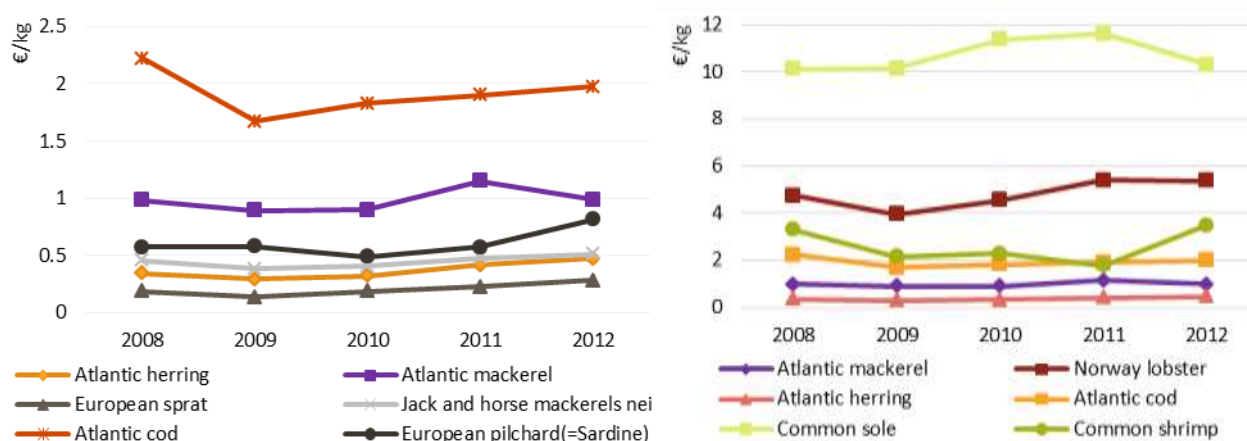 €/kg
2.5
2
1.5
1
0.5
0
2008 2009 2010 2011 2012
Atlantic herring Atlantic mackerel
European sprat Jack and horse mackerels nei
Atlantic cod European pilchard(=Sardine)
€/kg
12
10
8
6
4
2
0
2008 2009 2010 2011 2012
Atlantic mackerel Norway lobster
Atlantic herring Atlantic cod
Common sole Common shrimp